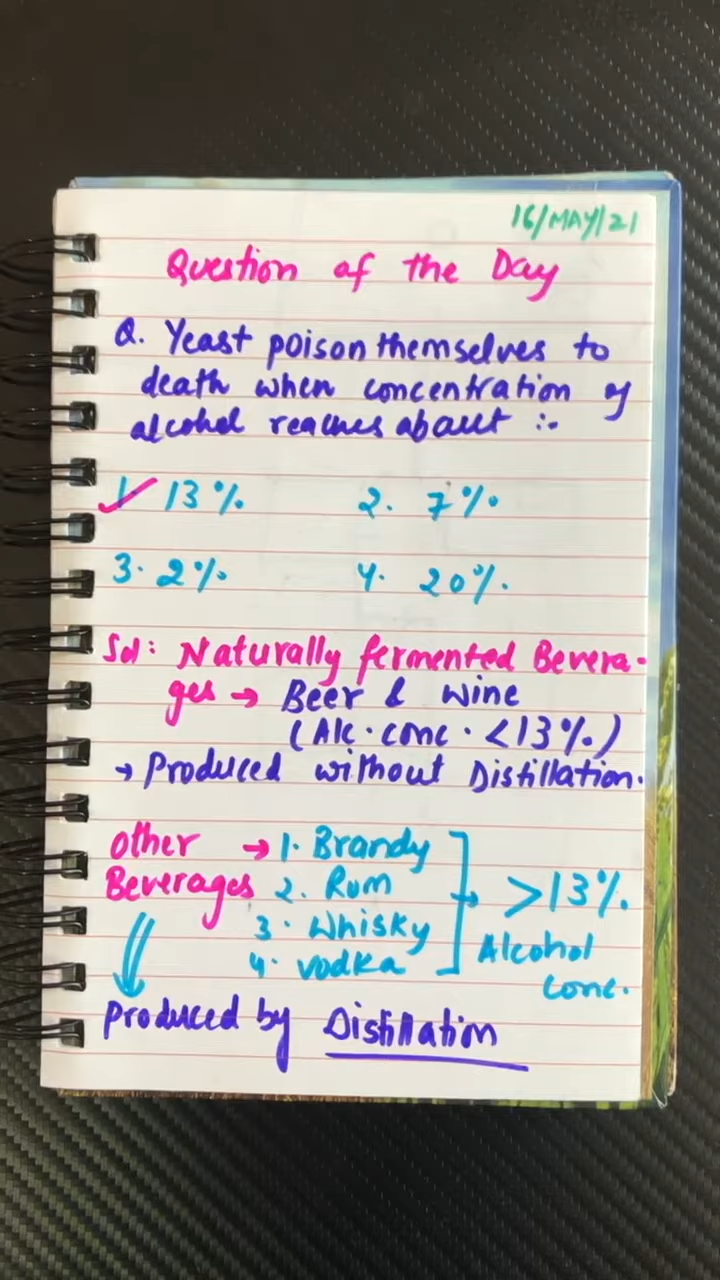 16/MAY/21
Question of the Day
Q. Yeast poison themselves to
death when concentration of
alcohol reaches about :-
1. 13% 2. 7%
3. 2% 4. 20%.
Sol: Naturally fermented Bevera-
ges → Beer & Wine
(Alc. conc. <13%)
→ Produced without Distillation.
Other → 1. Brandy
Beverages 2. Rum → >13%
3. Whisky Alcohol
4. vodka conc.
Produced by Distillation